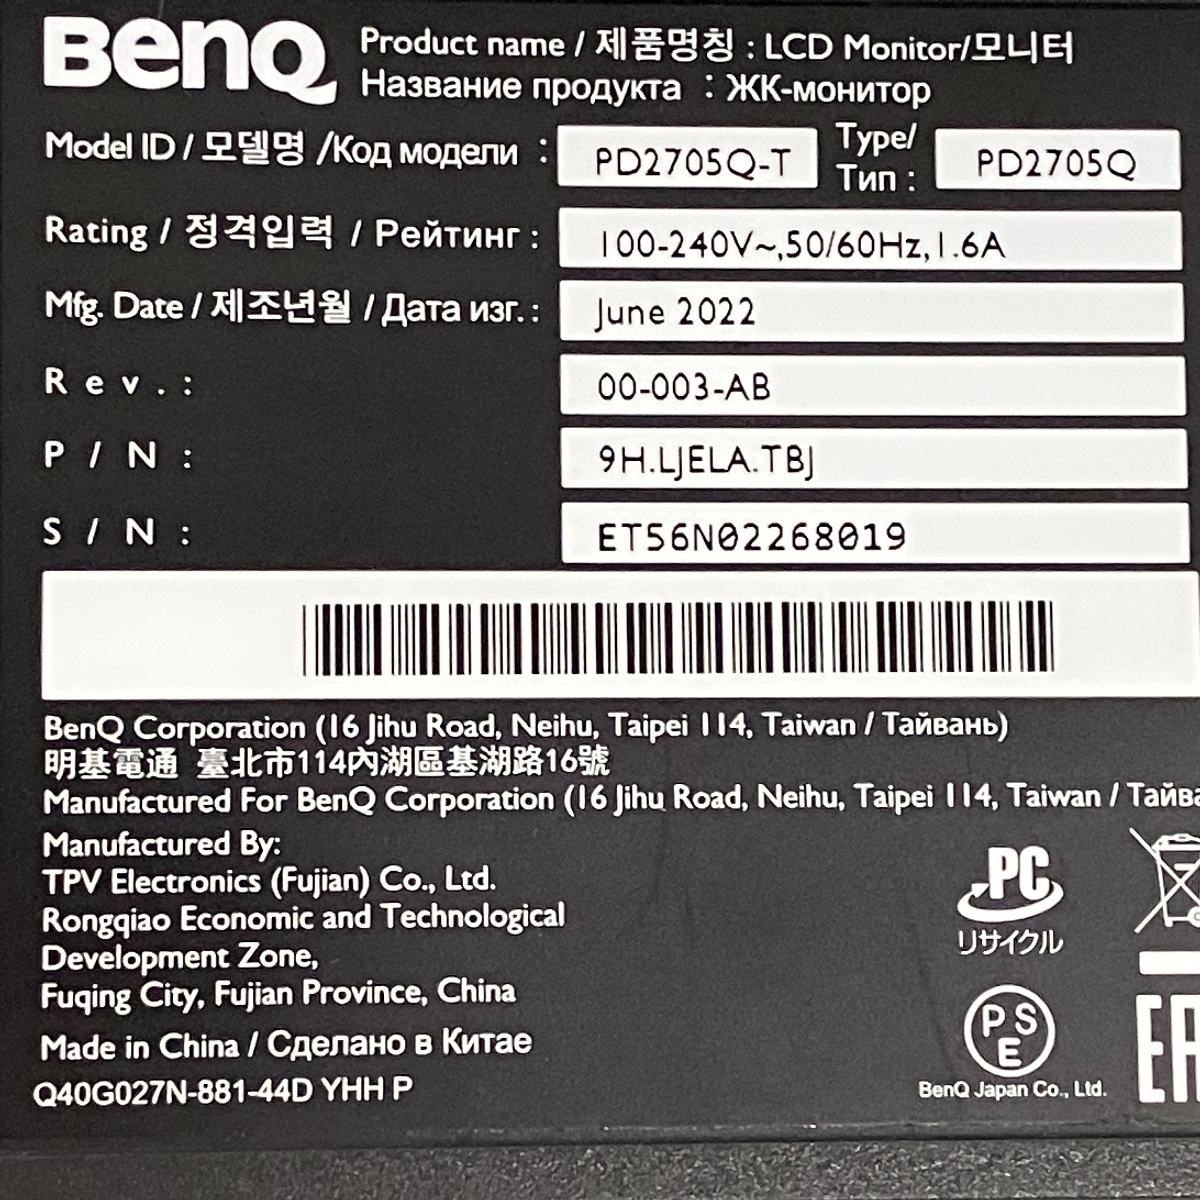 BenQ
Product name / 제품명칭 : LCD Monitor/모니터
Название продукта : ЖК-монитор
Model ID / 모델명 /Код модели : PD2705Q-T Type/ Тип : PD2705Q
Rating / 정격입력 / Рейтинг : 100-240V~,50/60Hz,1.6A
Mfg. Date / 제조년월 / Дата изг. : June 2022
Rev. : 00-003-AB
P/N : 9H.LJELA.TBJ
S/N : ET56N02268019
BenQ Corporation (16 Jihu Road, Neihu, Taipei 114, Taiwan / Тайвань)
明基電通 臺北市114內湖區基湖路16號
Manufactured For BenQ Corporation (16 Jihu Road, Neihu, Taipei 114, Taiwan /
Manufactured By:
TPV Electronics (Fujian) Co., Ltd.
Rongqiao Economic and Technological
Development Zone,
Fuqing City, Fujian Province, China
Made in China / Сделано в Китае
Q40G027N-881-44D YHH P
PC
リサイクル
PSE
BenQ Japan Co., Ltd.